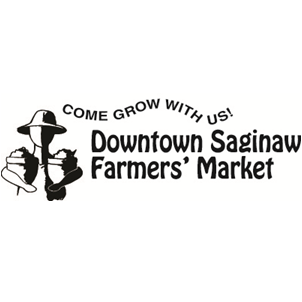 COME GROW WITH US!
Downtown Saginaw
Farmers' Market